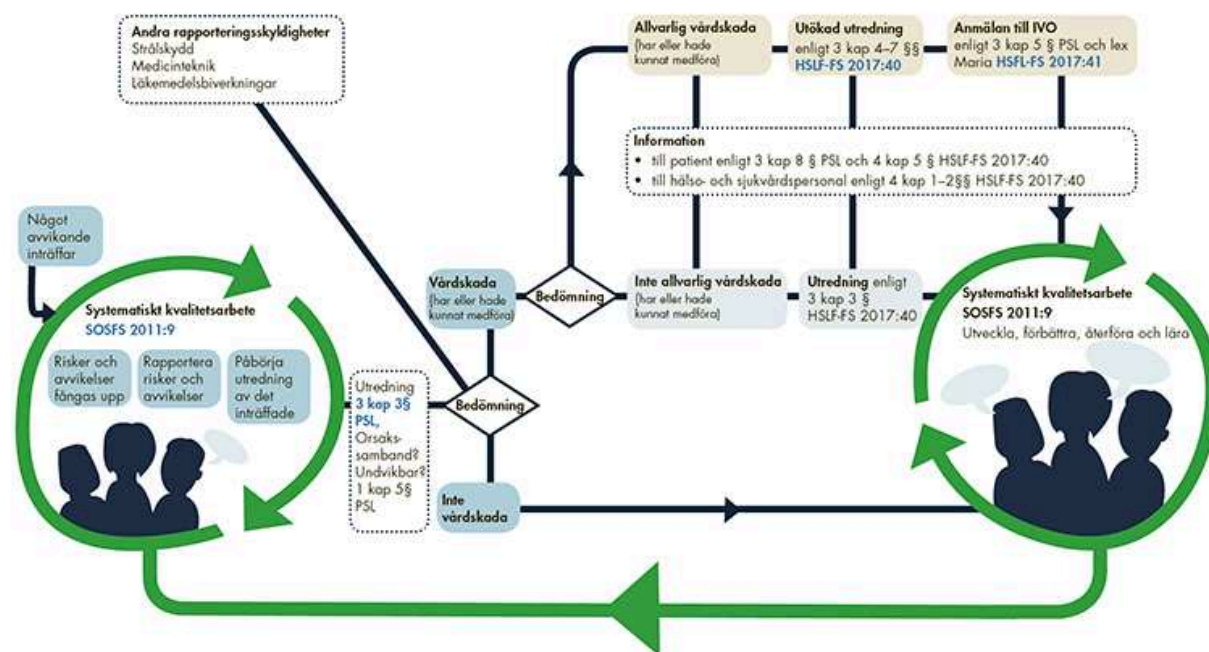 Andra rapporteringsskyldigheter
Strålskydd
Medicinteknik
Läkemedelsbiverkningar
Allvarlig vårdskada
(har eller hade
kunnat medföra)
Utökad utredning
enligt 3 kap 4–7 §§
HSLF-FS 2017:40
Anmälan till IVO
enligt 3 kap 5 § PSL och lex
Maria HSFL-FS 2017:41
Information
• till patient enligt 3 kap 8 § PSL och 4 kap 5 § HSLF-FS 2017:40
• till hälso- och sjukvårdspersonal enligt 4 kap 1–2§§ HSLF-FS 2017:40
Något
avvikande
inträffar
Systematiskt kvalitetsarbete
SOSFS 2011:9
Risker och
avvikelser
fångas upp
Rapportera
risker och
avvikelser
Påbörja
utredning
av det
inträffade
Utredning
3 kap 3§
PSL,
Orsaks-
samband?
Undvikbar?
1 kap 5§
PSL
Bedömning
Vårdskada
(har eller hade
kunnat medföra)
Inte
vårdskada
Bedömning
Inte allvarlig vårdskada
(har eller hade
kunnat medföra)
Utredning enligt
3 kap 3 §
HSLF-FS 2017:40
Systematiskt kvalitetsarbete
SOSFS 2011:9
Utveckla, förbättra, återföra och lära